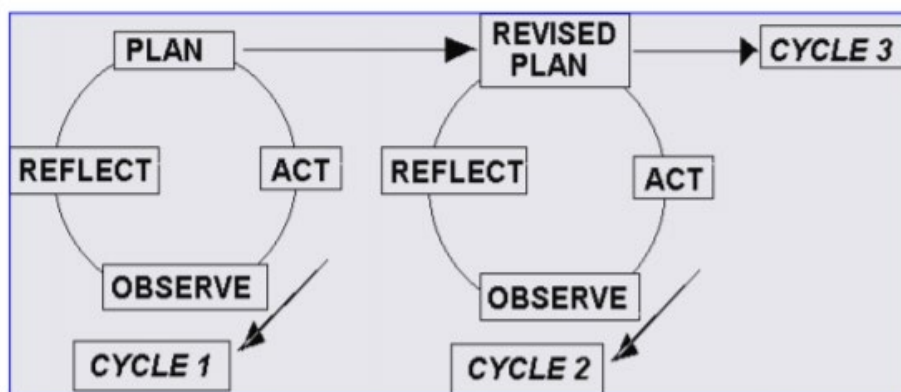 PLAN
REVISED
PLAN
CYCLE 3
REFLECT
ACT
REFLECT
ACT
OBSERVE
OBSERVE
CYCLE 1
CYCLE 2